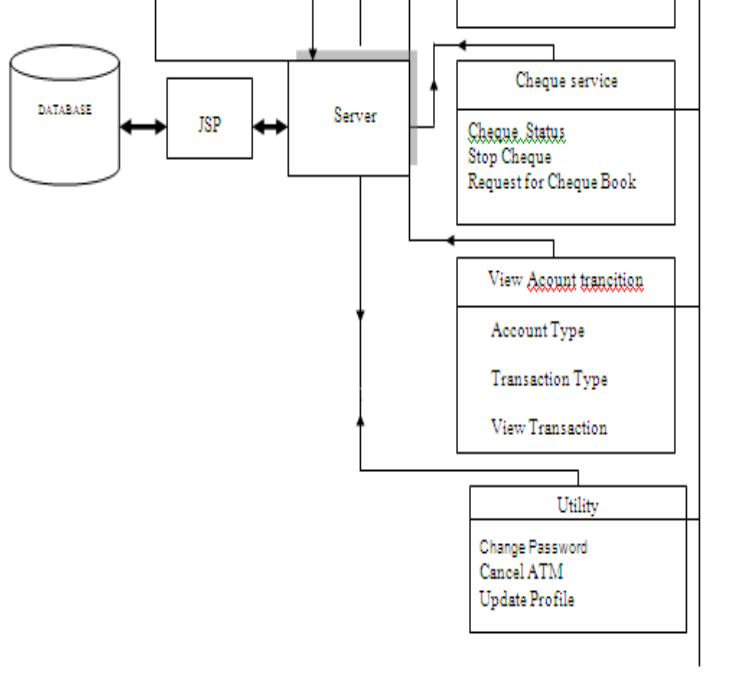 DATABASE
JSP
Server
Cheque service
Cheque Status
Stop Cheque
Request for Cheque Book
View Acount trancition
Account Type
Transaction Type
View Transaction
Utility
Change Password
Cancel ATM
Update Profile